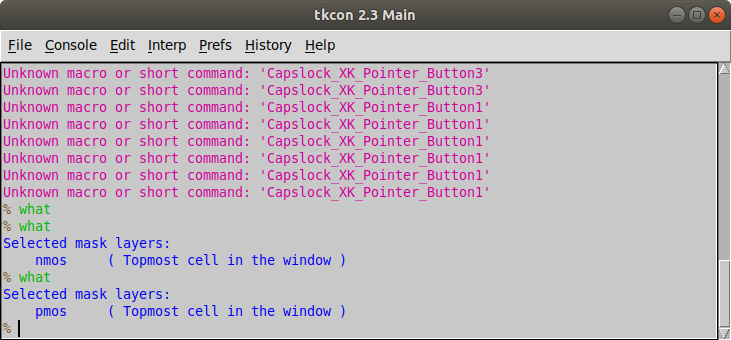 tkcon 2.3 Main
File Console Edit Interp Prefs History Help
Unknown macro or short command: 'Capslock_XK_Pointer_Button3'
Unknown macro or short command: 'Capslock_XK_Pointer_Button3'
Unknown macro or short command: 'Capslock_XK_Pointer_Button1'
Unknown macro or short command: 'Capslock_XK_Pointer_Button1'
Unknown macro or short command: 'Capslock_XK_Pointer_Button1'
Unknown macro or short command: 'Capslock_XK_Pointer_Button1'
Unknown macro or short command: 'Capslock_XK_Pointer_Button1'
Unknown macro or short command: 'Capslock_XK_Pointer_Button1'
% what
% what
Selected mask layers:
    nmos     ( Topmost cell in the window )
% what
Selected mask layers:
    pmos     ( Topmost cell in the window )
%